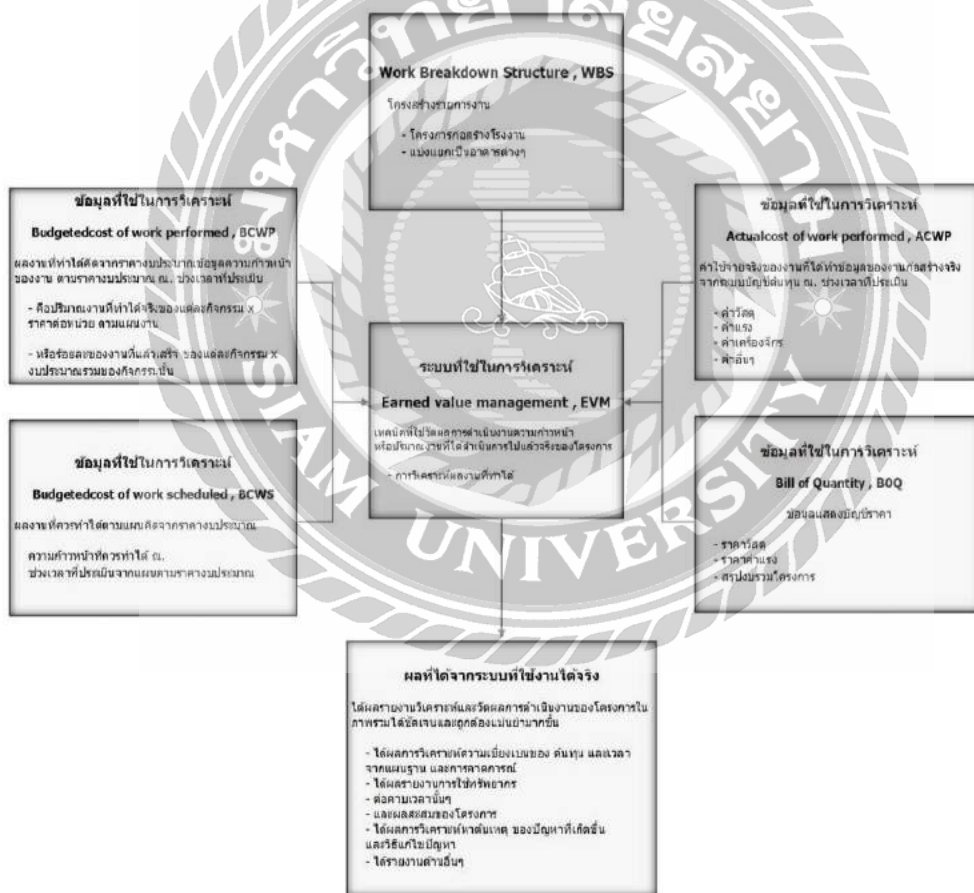 มหาวิทยาลัยสยาม
SIAM UNIVERSITY
Work Breakdown Structure , WBS
โครงสร้างรายการงาน
- โครงการก่อสร้างโรงงาน
- แบ่งแยกเป็นอาคารต่างๆ
ข้อมูลที่ใช้ในการวิเคราะห์
Budgetedcost of work performed , BCWP
ผลงานที่ทำได้คิดจากราคางบประมาณข้อมูลความก้าวหน้า
ของงาน ตามราคางบประมาณ ณ. ช่วงเวลาที่ประเมิน
- คือปริมาณงานที่ทำได้จริงของแต่ละกิจกรรม x
ราคาต่อหน่วย ตามแผนงาน
- หรือร้อยละของงานที่แล้วเสร็จ ของแต่ละกิจกรรม x
งบประมาณรวมของกิจกรรมนั้น
ข้อมูลที่ใช้ในการวิเคราะห์
Actualcost of work performed , ACWP
ค่าใช้จ่ายจริงของงานที่ได้ทำข้อมูลของงานก่อสร้างจริง
จากระบบบัญชีต้นทุน ณ. ช่วงเวลาที่ประเมิน
- ค่าวัสดุ
- ค่าแรง
- ค่าเครื่องจักร
- ค่าอื่นๆ
ระบบที่ใช้ในการวิเคราะห์
Earned value management , EVM
เทคนิคที่ใช้วัดผลการดำเนินงานความก้าวหน้า
หรือปริมาณงานที่ได้ดำเนินการไปแล้วจริงของโครงการ
- การวิเคราะห์ผลงานที่ทำได้
ข้อมูลที่ใช้ในการวิเคราะห์
Budgetedcost of work scheduled , BCWS
ผลงานที่ควรทำได้ตามแผนคิดจากราคางบประมาณ
ความก้าวหน้าที่ควรทำได้ ณ.
ช่วงเวลาที่ประเมินจากแผนตามราคางบประมาณ
ข้อมูลที่ใช้ในการวิเคราะห์
Bill of Quantity , BOQ
ข้อมูลแสดงบัญชีราคา
- ราคาวัสดุ
- ราคาค่าแรง
- สรุปงบรวมโครงการ
ผลที่ได้จากระบบที่ใช้งานได้จริง
ได้ผลรายงานวิเคราะห์และวัดผลการดำเนินงานของโครงการใน
ภาพรวมได้ชัดเจนและถูกต้องแม่นยำมากขึ้น
- ได้ผลการวิเคราะห์ความเบี่ยงเบนของ ต้นทุน และเวลา
จากแผนฐาน และการคาดการณ์
- ได้ผลรายงานการใช้ทรัพยากร
- ต่อคาบเวลานั้นๆ
- และผลสะสมของโครงการ
- ได้ผลการวิเคราะห์หาต้นเหตุ ของปัญหาที่เกิดขึ้น
และวิธีแก้ไขปัญหา
- ได้รายงานด้านอื่นๆ